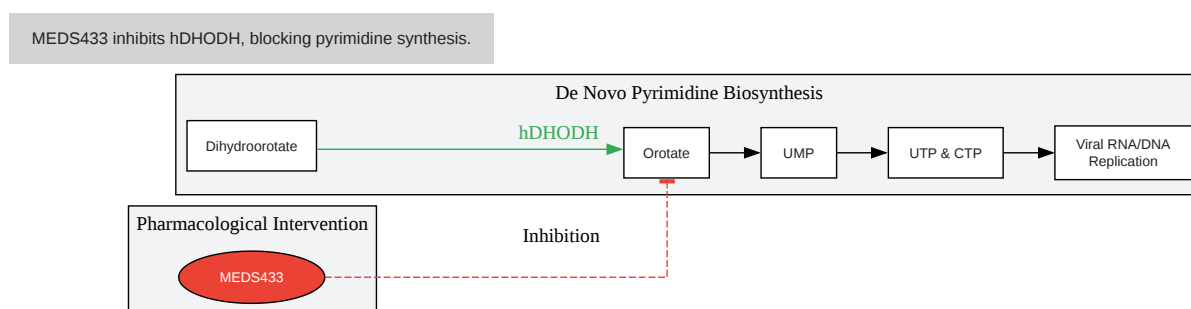 MEDS433 inhibits hDHODH, blocking pyrimidine synthesis.
De Novo Pyrimidine Biosynthesis
Dihydroorotate
hDHODH
Orotate
UMP
UTP & CTP
Viral RNA/DNA
Replication
Pharmacological Intervention
Inhibition
MEDS433